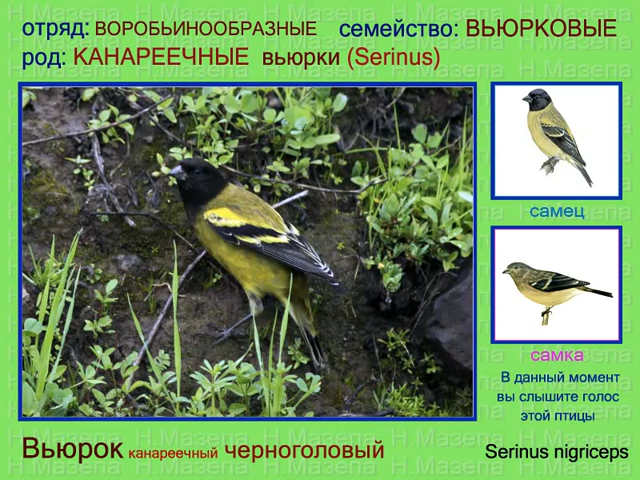 отряд: ВОРОБЬИНООБРАЗНЫЕ семейство: ВЬЮРКОВЫЕ
род: КАНАРЕЕЧНЫЕ вьюрки (Serinus)
самец
самка
В данный момент
вы слышите голос
этой птицы
Вьюрок канареечный черноголовый Serinus nigriceps
Н.Мазепа